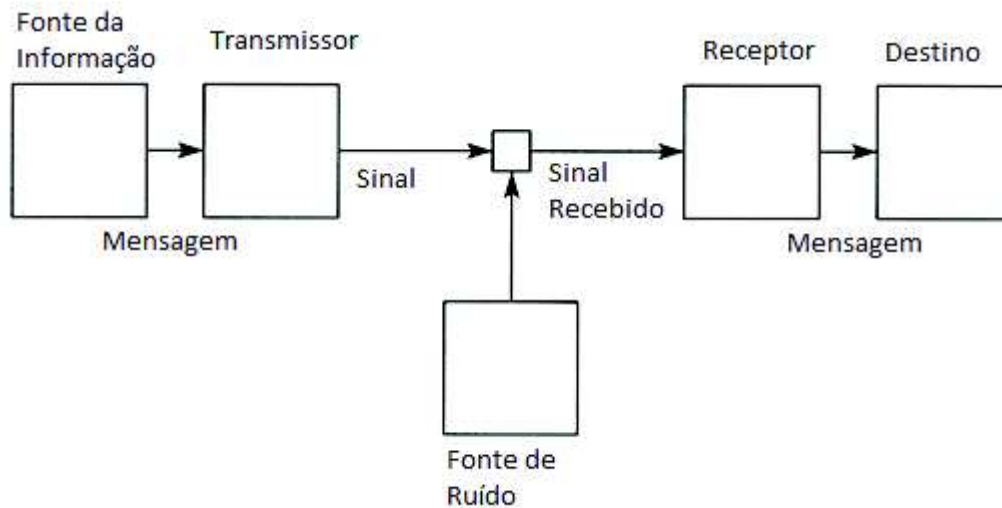 Fonte da
Informação
Transmissor
Receptor
Destino
Sinal
Sinal
Recebido
Mensagem
Mensagem
Fonte de
Ruído